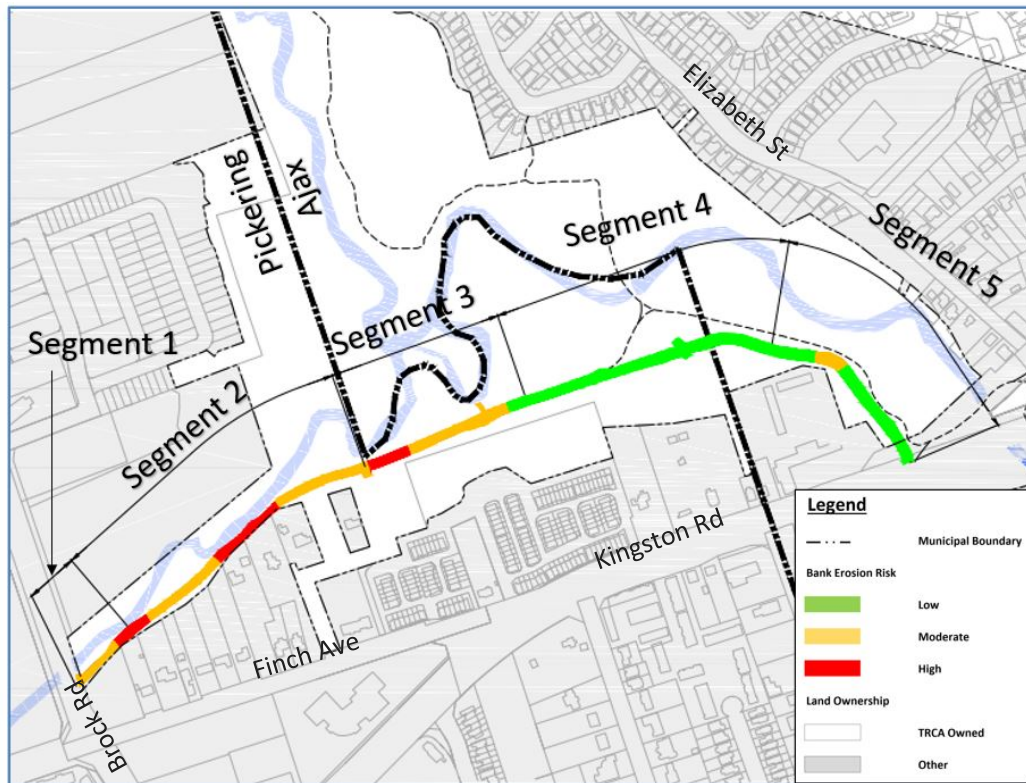 Elizabeth St
Pickering
Ajax
Segment 4
Segment 5
Segment 3
Segment 1
Segment 2
Kingston Rd
Finch Ave
Brock Rd
Legend
Municipal Boundary
Bank Erosion Risk
Low
Moderate
High
Land Ownership
TRCA Owned
Other